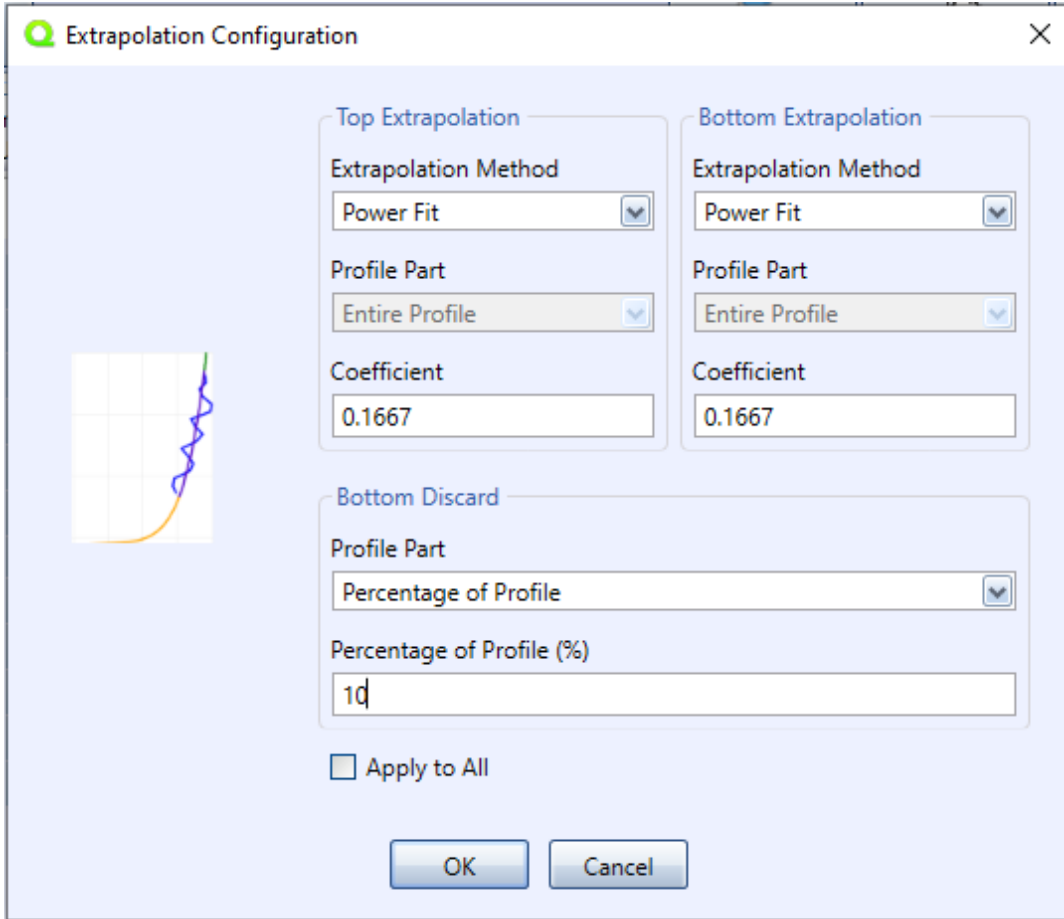 Extrapolation Configuration
Top Extrapolation
Extrapolation Method
Power Fit
Profile Part
Entire Profile
Coefficient
0.1667
Bottom Extrapolation
Extrapolation Method
Power Fit
Profile Part
Entire Profile
Coefficient
0.1667
Bottom Discard
Profile Part
Percentage of Profile
Percentage of Profile (%)
10
Apply to All
OK
Cancel